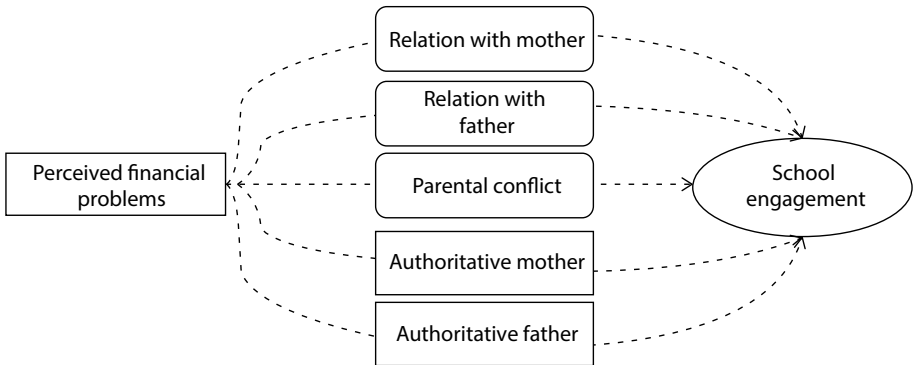 Relation with mother
Relation with
father
Perceived financial
problems
Parental conflict
School
engagement
Authoritative mother
Authoritative father